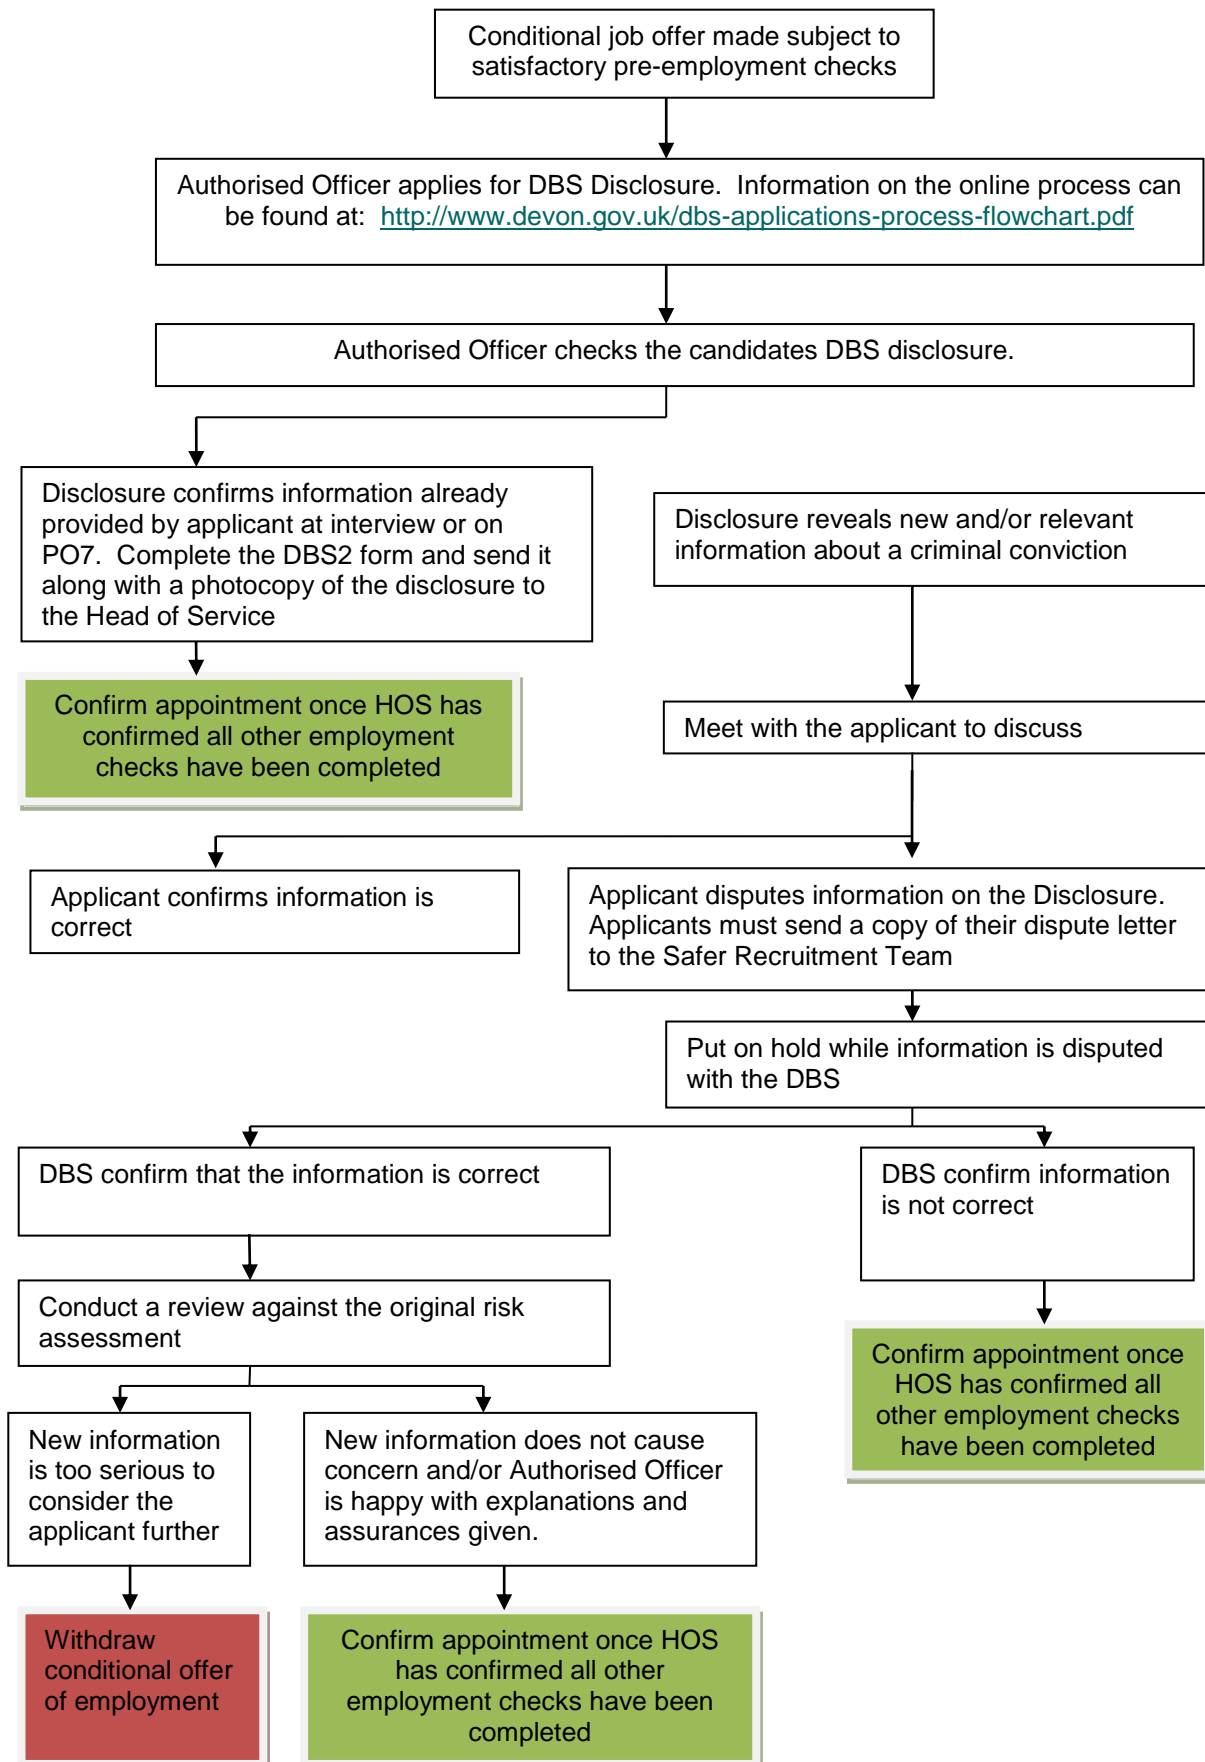 Conditional job offer made subject to
satisfactory pre-employment checks
Authorised Officer applies for DBS Disclosure.  Information on the online process can
be found at:  http://www.devon.gov.uk/dbs-applications-process-flowchart.pdf
Authorised Officer checks the candidates DBS disclosure.
Disclosure confirms information already
provided by applicant at interview or on
PO7.  Complete the DBS2 form and send it
along with a photocopy of the disclosure to
the Head of Service
Disclosure reveals new and/or relevant
information about a criminal conviction
Confirm appointment once HOS has
confirmed all other employment
checks have been completed
Meet with the applicant to discuss
Applicant confirms information is
correct
Applicant disputes information on the Disclosure.
Applicants must send a copy of their dispute letter
to the Safer Recruitment Team
Put on hold while information is disputed
with the DBS
DBS confirm that the information is correct
DBS confirm information
is not correct
Conduct a review against the original risk
assessment
Confirm appointment once
HOS has confirmed all
other employment checks
have been completed
New information
is too serious to
consider the
applicant further
New information does not cause
concern and/or Authorised Officer
is happy with explanations and
assurances given.
Withdraw
conditional offer
of employment
Confirm appointment once HOS
has confirmed all other
employment checks have been
completed